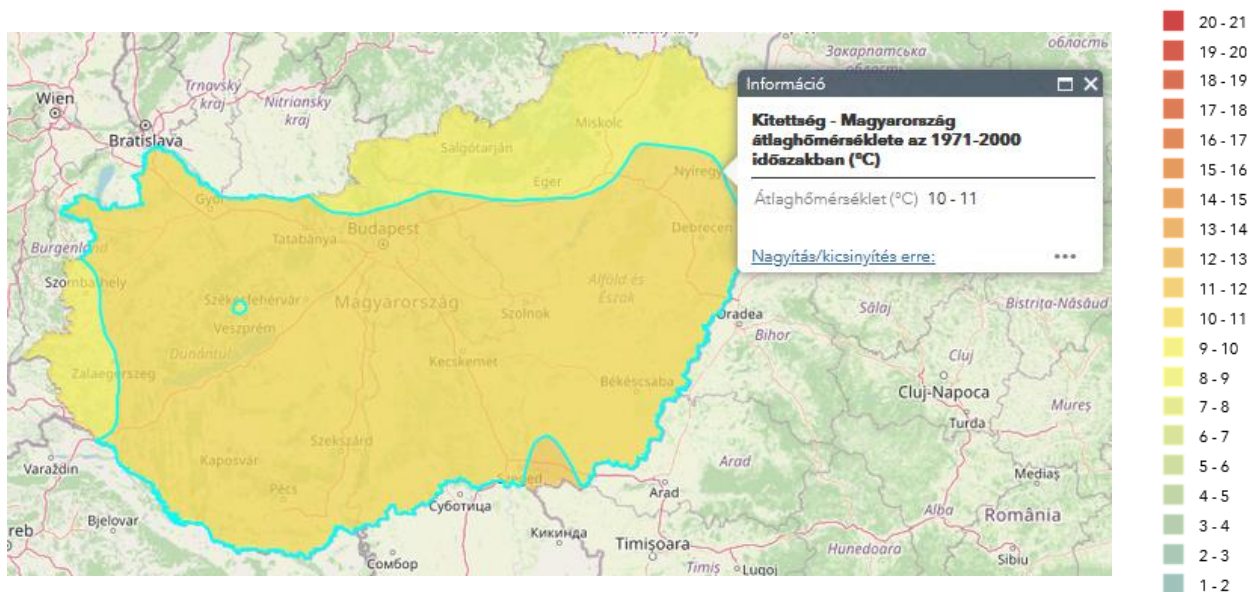 област
Закарпатська
область
Wien
Trnavský
kraj
Nitriansky
kraj
Bratislava
Miskolc
Salgótarján
Győr
Eger
Budapest
Tatabánya
Debrecen
Burgenland
Szombathely
Székesfehérvár
Veszprém
Magyarország
Alföld és
Észak
Szolnok
Dunántúl
Zalaegerszeg
Kecskemét
Békéscsaba
Szekszárd
Kaposvár
Pécs
Szeged
Varaždin
Bjelovar
reb
Суботица
Сомбор
Кикинда
Timișoara
Timiș
Lugoj
Arad
Arad
Oradea
Bihor
Sălaj
Bistrița-Năsăud
Cluj
Cluj-Napoca
Turda
Mureș
Mediaș
Alba
România
Hunedoara
Sibiu
Információ
Kitettség - Magyarország
átlaghőmérséklete az 1971-2000
időszakban (°C)
Átlaghőmérséklet (°C) 10 - 11
Nagyítás/kicsinyítés erre:
20 - 21
19 - 20
18 - 19
17 - 18
16 - 17
15 - 16
14 - 15
13 - 14
12 - 13
11 - 12
10 - 11
9 - 10
8 - 9
7 - 8
6 - 7
5 - 6
4 - 5
3 - 4
2 - 3
1 - 2